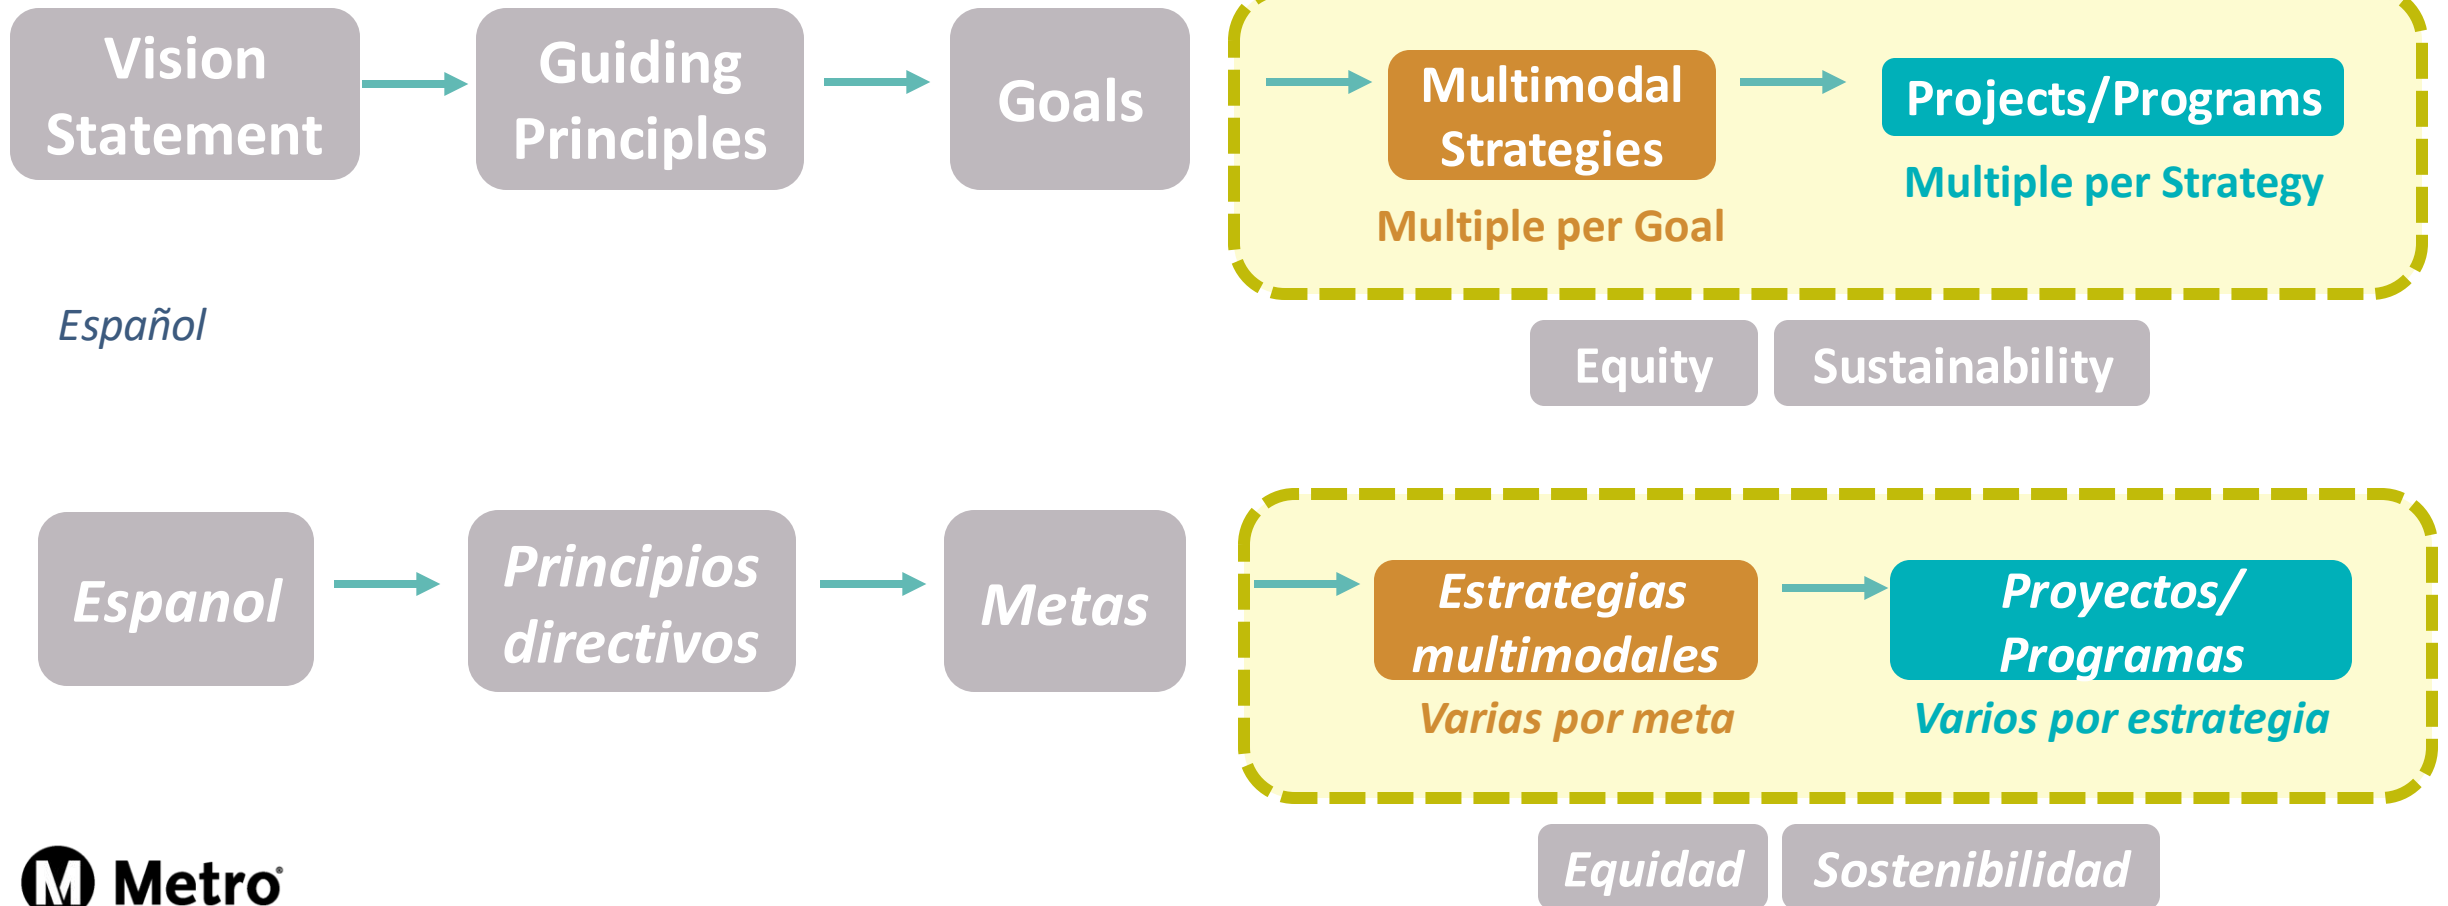 Vision
Statement
Guiding
Principles
Goals
Multimodal
Strategies
Multiple per Goal
Projects/Programs
Multiple per Strategy
Español
Equity
Sustainability
Espanol
Principios
directivos
Metas
Estrategias
multimodales
Varias por meta
Proyectos/
Programas
Varios por estrategia
Equidad
Sostenibilidad
M Metro